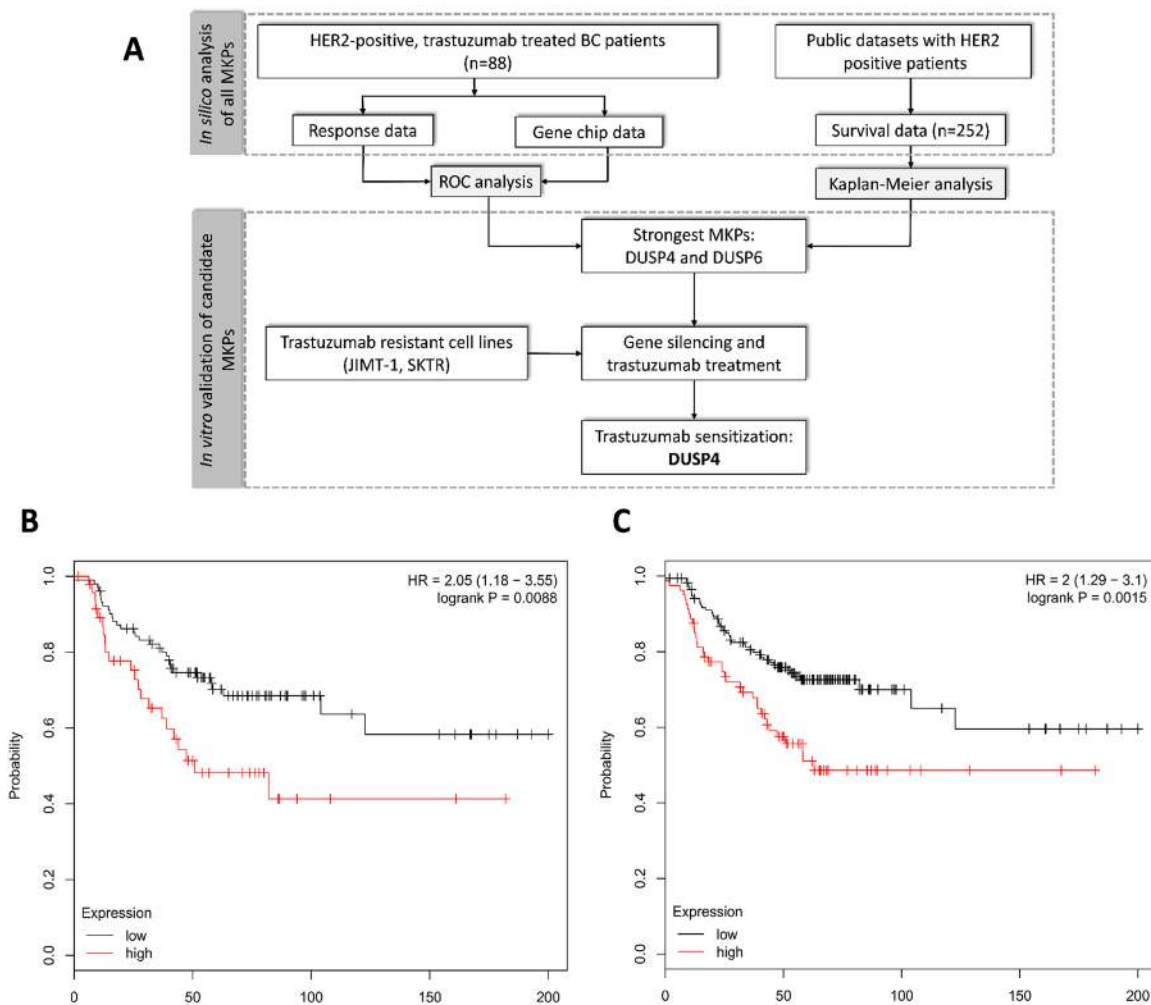 A
In silico analysis
of all MKPs
HER2-positive, trastuzumab treated BC patients
(n=88)
Public datasets with HER2
positive patients
Response data
Gene chip data
Survival data (n=252)
ROC analysis
Kaplan-Meier analysis
In vitro validation of candidate
MKPs
Strongest MKPs:
DUSP4 and DUSP6
Trastuzumab resistant cell lines
(JIMT-1, SKTR)
Gene silencing and
trastuzumab treatment
Trastuzumab sensitization:
DUSP4
B
HR = 2.05 (1.18 − 3.55)
logrank P = 0.0088
Probability
1.0
0.8
0.6
0.4
0.2
0.0
Expression
low
high
0
50
100
150
200
C
HR = 2 (1.29 − 3.1)
logrank P = 0.0015
Probability
1.0
0.8
0.6
0.4
0.2
0.0
Expression
low
high
0
50
100
150
200